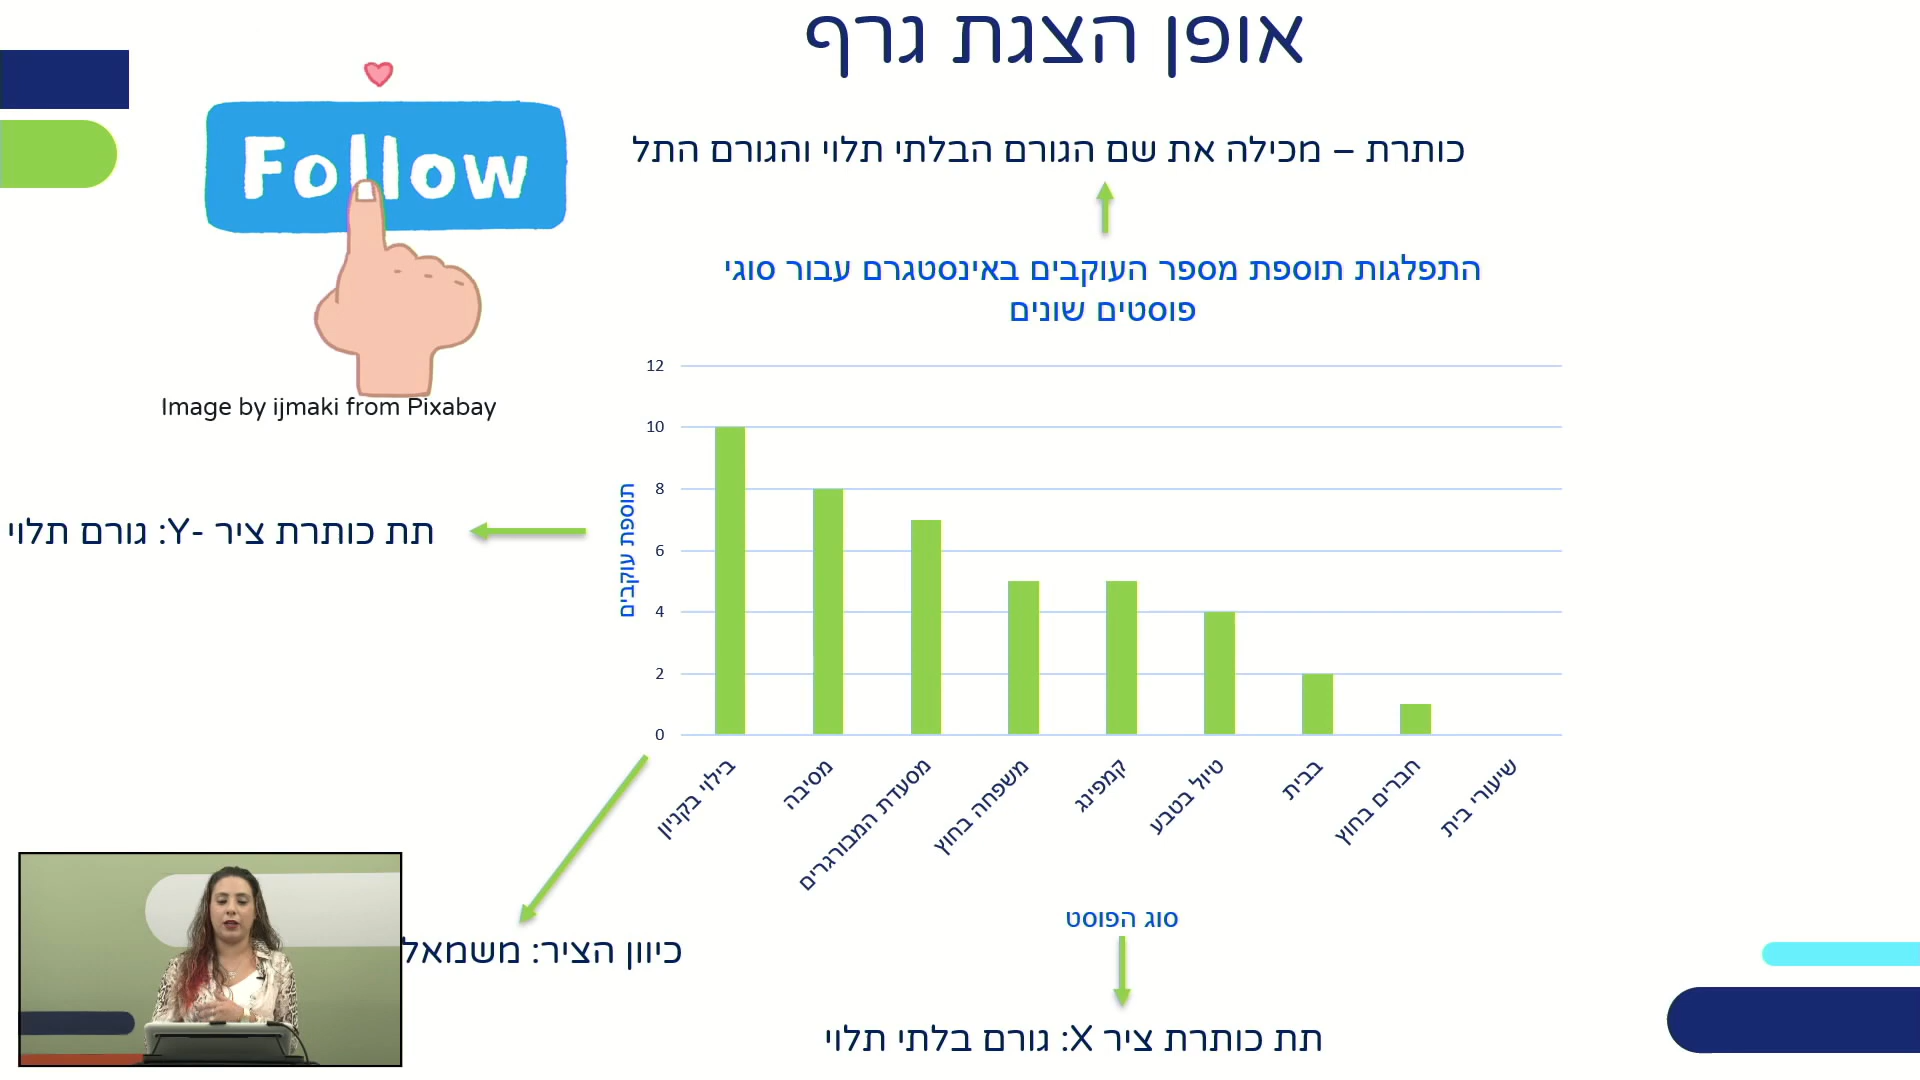 אופן הצגת גרף
Follow
כותרת – מכילה את שם הגורם הבלתי תלוי והגורם התל
התפלגות תוספת מספר העוקבים באינסטגרם עבור סוגי
פוסטים שונים
Image by ijmaki from Pixabay
12
10
8
6
4
2
0
תוספת עוקבים
תת כותרת ציר -Y: גורם תלוי
בילוי בקניון
מסיבה
מסעדת המבורגרים
משפחה בחוץ
קמפינג
טיול בטבע
בבית
חברים בחוץ
שיעורי בית
סוג הפוסט
כיוון הציר: משמאל
תת כותרת ציר X: גורם בלתי תלוי